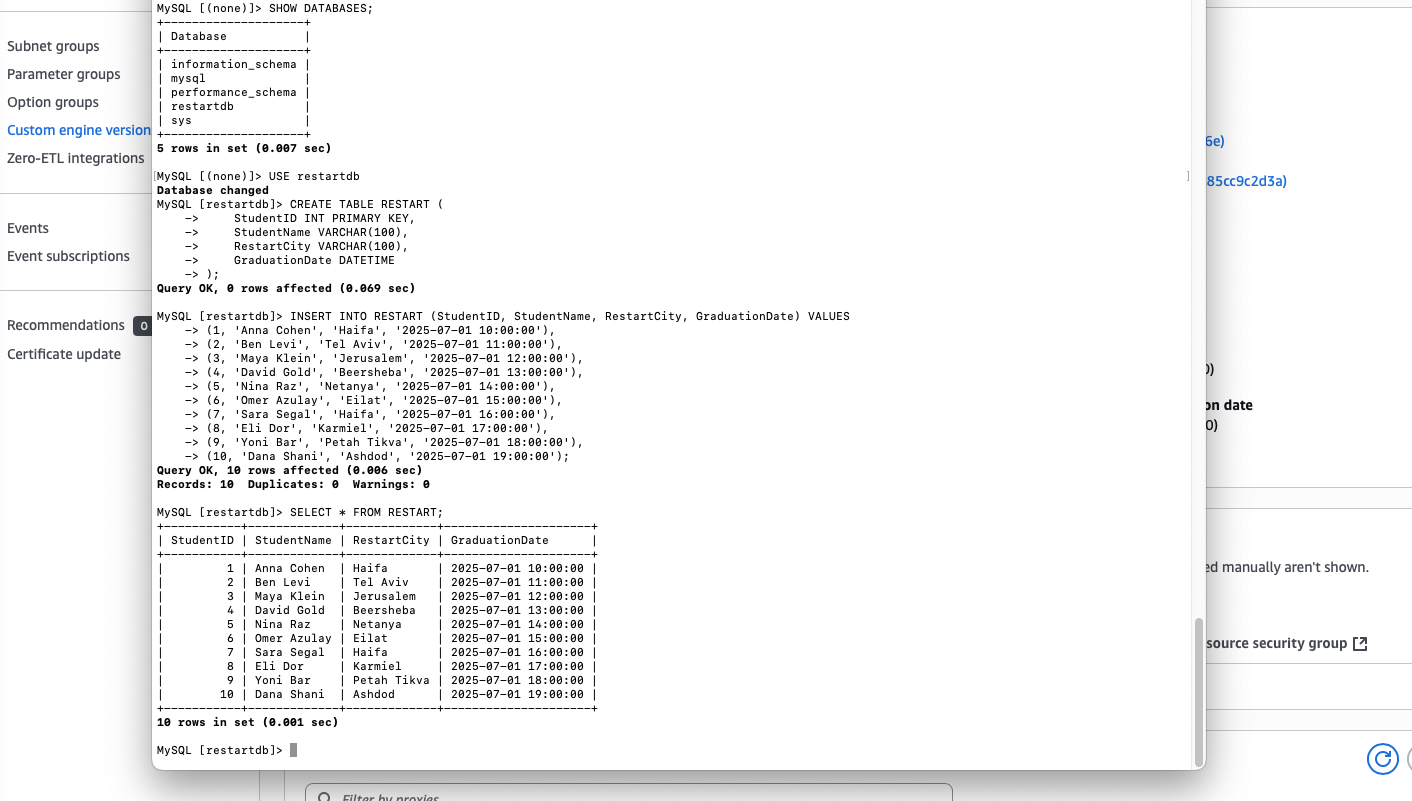 MySQL [(none)]> SHOW DATABASES;
+--------------------+
| Database           |
+--------------------+
| information_schema |
| mysql              |
| performance_schema |
| restartdb          |
| sys                |
+--------------------+
5 rows in set (0.007 sec)
[MySQL [(none)]> USE restartdb ]
Database changed
MySQL [restartdb]> CREATE TABLE RESTART (
    ->     StudentID INT PRIMARY KEY,
    ->     StudentName VARCHAR(100),
    ->     RestartCity VARCHAR(100),
    ->     GraduationDate DATETIME
    -> );
Query OK, 0 rows affected (0.069 sec)
MySQL [restartdb]> INSERT INTO RESTART (StudentID, StudentName, RestartCity, GraduationDate) VALUES
    -> (1, 'Anna Cohen', 'Haifa', '2025-07-01 10:00:00'),
    -> (2, 'Ben Levi', 'Tel Aviv', '2025-07-01 11:00:00'),
    -> (3, 'Maya Klein', 'Jerusalem', '2025-07-01 12:00:00'),
    -> (4, 'David Gold', 'Beersheba', '2025-07-01 13:00:00'),
    -> (5, 'Nina Raz', 'Netanya', '2025-07-01 14:00:00'),
    -> (6, 'Omer Azulay', 'Eilat', '2025-07-01 15:00:00'),
    -> (7, 'Sara Segal', 'Haifa', '2025-07-01 16:00:00'),
    -> (8, 'Eli Dor', 'Karmiel', '2025-07-01 17:00:00'),
    -> (9, 'Yoni Bar', 'Petah Tikva', '2025-07-01 18:00:00'),
    -> (10, 'Dana Shani', 'Ashdod', '2025-07-01 19:00:00');
Query OK, 10 rows affected (0.006 sec)
Records: 10  Duplicates: 0  Warnings: 0
MySQL [restartdb]> SELECT * FROM RESTART;
+-----------+-------------+-------------+---------------------+
| StudentID | StudentName | RestartCity | GraduationDate      |
+-----------+-------------+-------------+---------------------+
|         1 | Anna Cohen  | Haifa       | 2025-07-01 10:00:00 |
|         2 | Ben Levi    | Tel Aviv    | 2025-07-01 11:00:00 |
|         3 | Maya Klein  | Jerusalem   | 2025-07-01 12:00:00 |
|         4 | David Gold  | Beersheba   | 2025-07-01 13:00:00 |
|         5 | Nina Raz    | Netanya     | 2025-07-01 14:00:00 |
|         6 | Omer Azulay | Eilat       | 2025-07-01 15:00:00 |
|         7 | Sara Segal  | Haifa       | 2025-07-01 16:00:00 |
|         8 | Eli Dor     | Karmiel     | 2025-07-01 17:00:00 |
|         9 | Yoni Bar    | Petah Tikva | 2025-07-01 18:00:00 |
|        10 | Dana Shani  | Ashdod      | 2025-07-01 19:00:00 |
+-----------+-------------+-------------+---------------------+
10 rows in set (0.001 sec)
MySQL [restartdb]>
Subnet groups
Parameter groups
Option groups
Custom engine version
Zero-ETL integrations
Events
Event subscriptions
Recommendations 0
Certificate update
6e)
85cc9c2d3a)
0)
on date
0)
ed manually aren't shown.
source security group
Filter by proxies